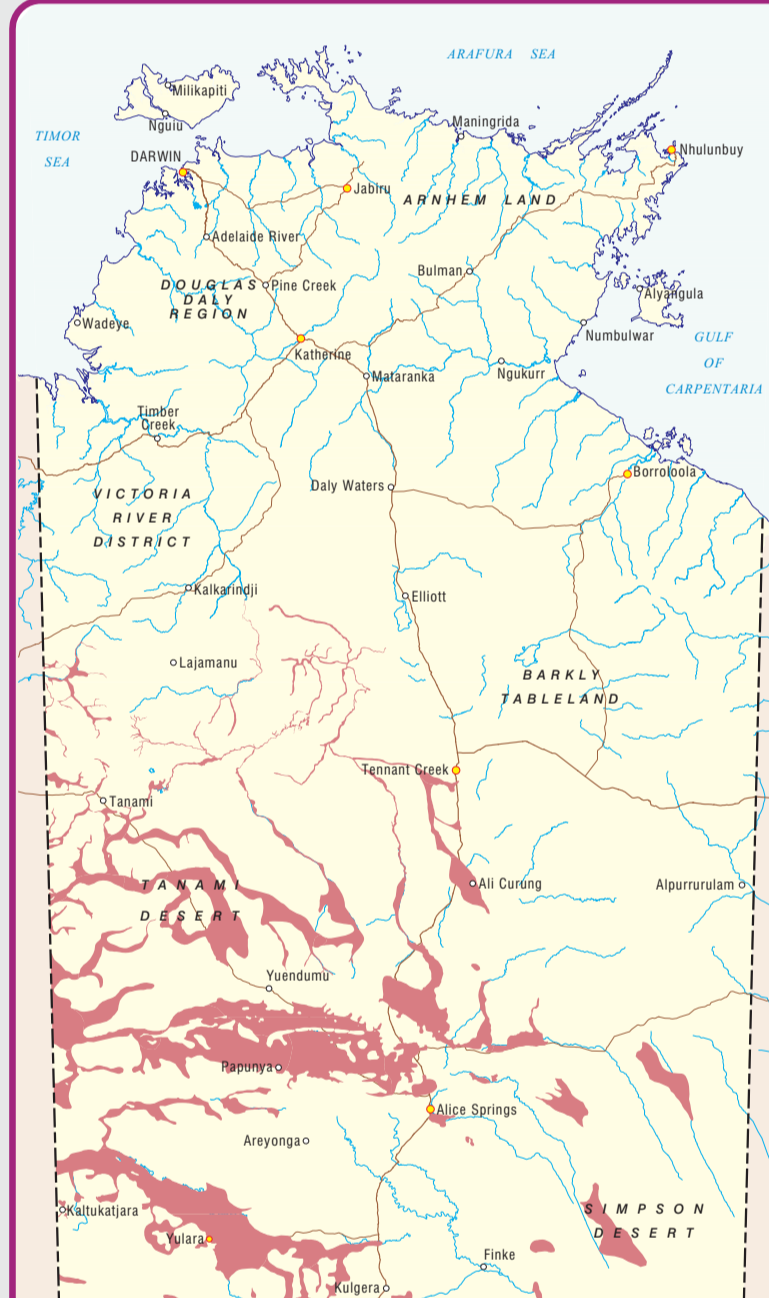 ARAFURA SEA
Milikapiti
Nguiu
Maningrida
TIMOR
SEA
DARWIN
Nhulunbuy
Jabiru
ARNHEM LAND
Adelaide River
Bulman
DOUGLAS
DALY
REGION
Pine Creek
Alyangula
Wadeye
Numbulwar
GULF
OF
CARPENTARIA
Katherine
Mataranka
Ngukurr
Timber
Creek
Borroloola
Daly Waters
VICTORIA
RIVER
DISTRICT
Kalkarindji
Elliott
Lajamanu
BARKLY
TABLELAND
Tennant Creek
Tanami
Ali Curung
Alpurrurulam
TANAMI
DESERT
Yuendumu
Papunya
Alice Springs
Areyonga
Kaltukatjara
SIMPSON
DESERT
Yulara
Finke
Kulgera